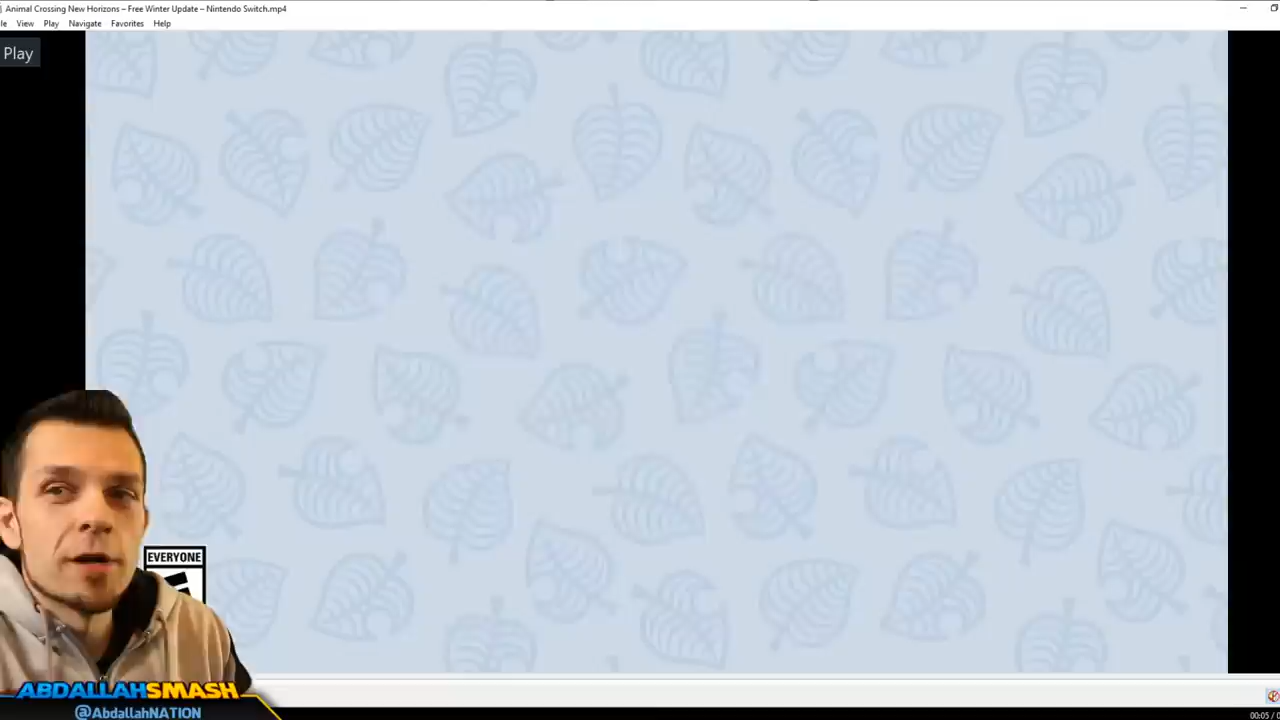 Animal Crossing New Horizons – Free Winter Update – Nintendo Switch.mp4
View Play Navigate Favorites Help
Play
EVERYONE
ABDALLAHSMASH
@AbdallahNATION
00:05 /